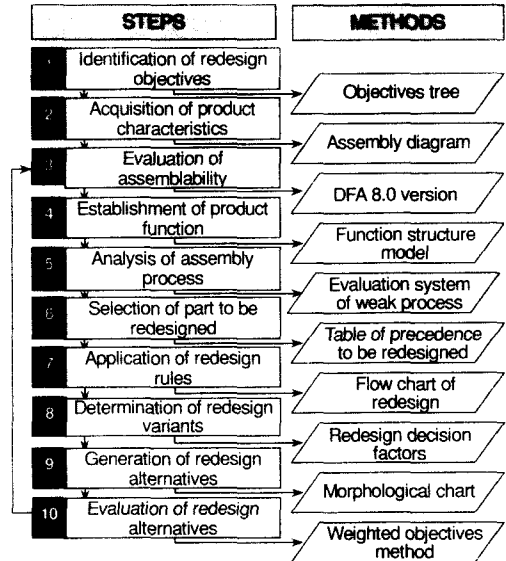 STEPS
METHODS
1
Identification of redesign
objectives
Objectives tree
2
Acquisition of product
characteristics
Assembly diagram
3
Evaluation of
assemblability
DFA 8.0 version
4
Establishment of product
function
Function structure
model
5
Analysis of assembly
process
Evaluation system
of weak process
6
Selection of part to be
redesigned
Table of precedence
to be redesigned
7
Application of redesign
rules
Flow chart of
redesign
8
Determination of redesign
variants
Redesign decision
factors
9
Generation of redesign
alternatives
Morphological chart
10
Evaluation of redesign
alternatives
Weighted objectives
method